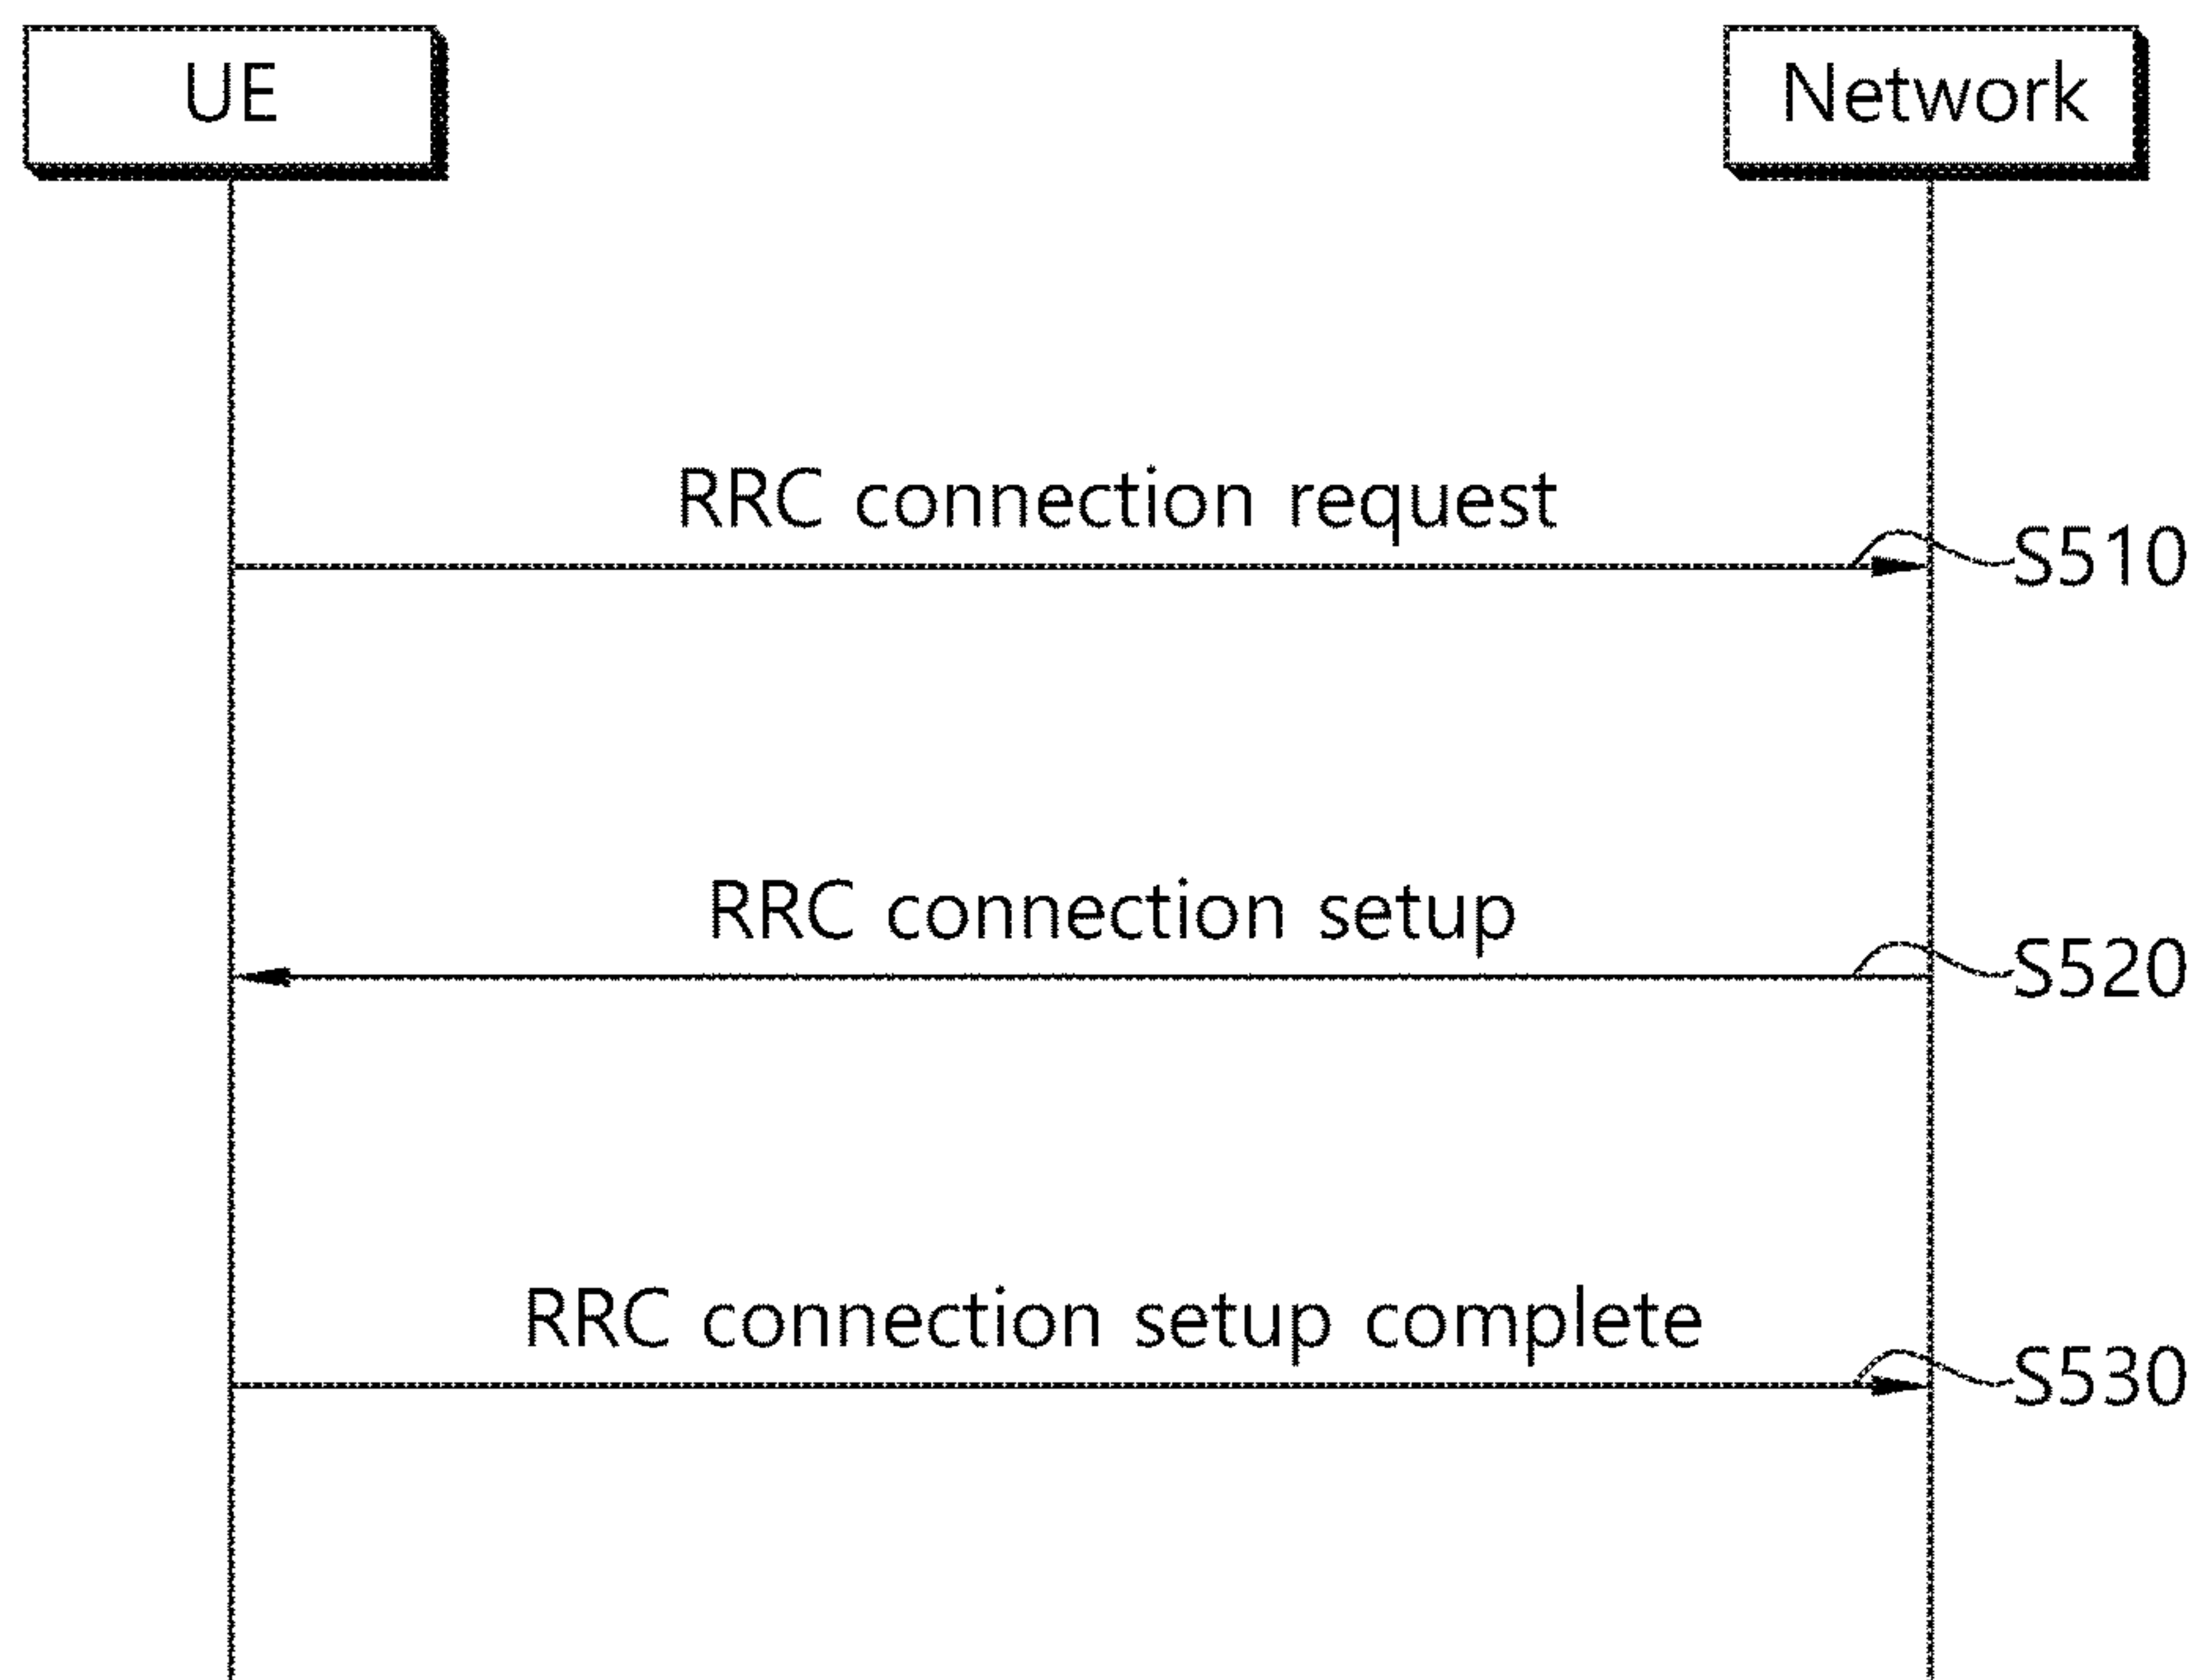 UE
Network
RRC connection request
S510
RRC connection setup
S520
RRC connection setup complete
S530